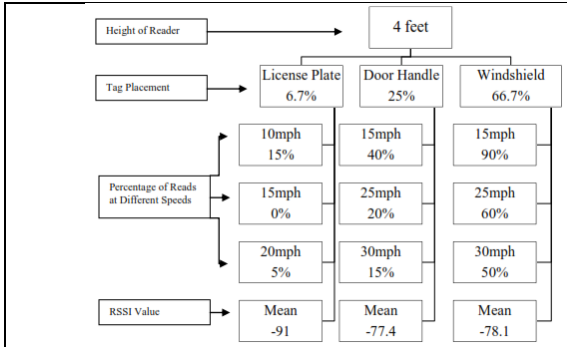 Height of Reader
4 feet
Tag Placement
License Plate
6.7%
Door Handle
25%
Windshield
66.7%
Percentage of Reads
at Different Speeds
10mph
15%
15mph
40%
15mph
90%
15mph
0%
25mph
20%
25mph
60%
20mph
5%
30mph
15%
30mph
50%
RSSI Value
Mean
-91
Mean
-77.4
Mean
-78.1